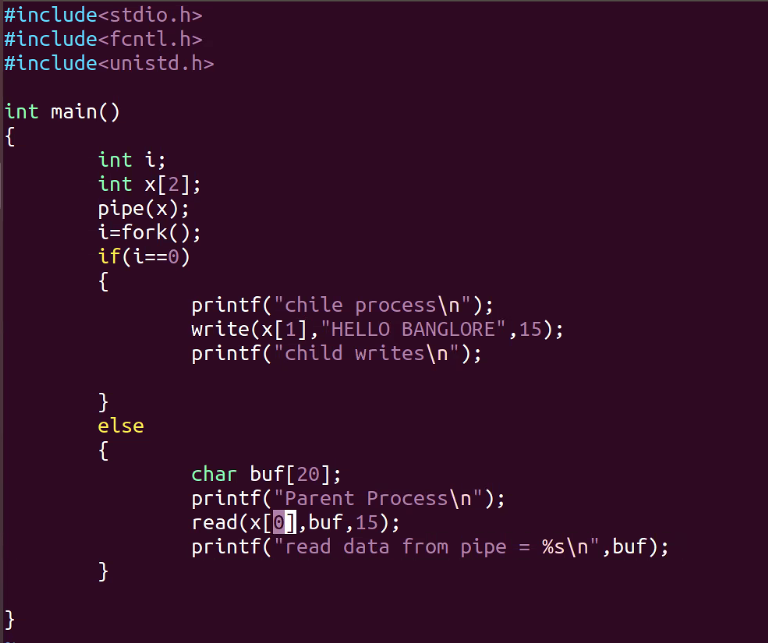 #include<stdio.h>
#include<fcntl.h>
#include<unistd.h>
int main()
{
int i;
int x[2];
pipe(x);
i=fork();
if(i==0)
{
printf("chile process\n");
write(x[1],"HELLO BANGLORE",15);
printf("child writes\n");
}
else
{
char buf[20];
printf("Parent Process\n");
read(x[0],buf,15);
printf("read data from pipe = %s\n",buf);
}
}